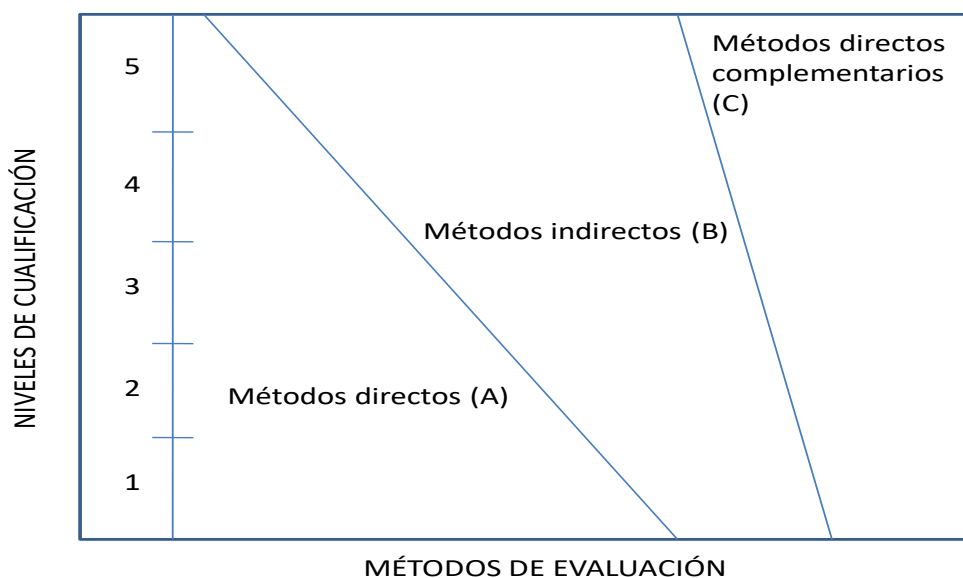 NIVELES DE CUALIFICACIÓN
5
4
3
2
1
Métodos directos
complementarios
(C)
Métodos indirectos (B)
Métodos directos (A)
MÉTODOS DE EVALUACIÓN